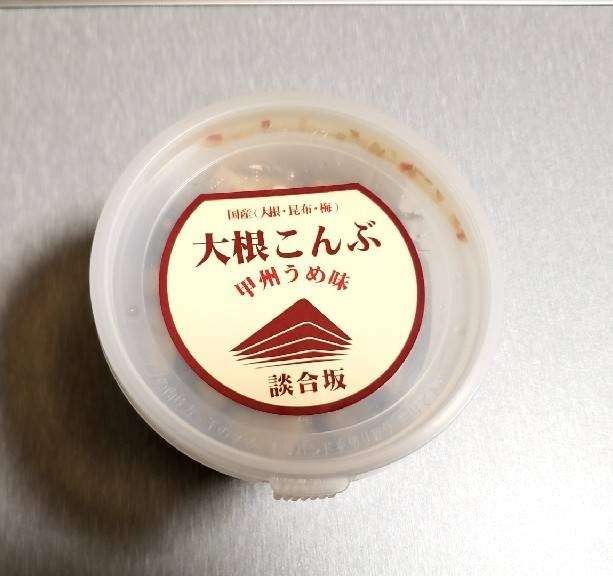 国産(大根・昆布・梅)
大根こんぶ
甲州うめ味
談合坂